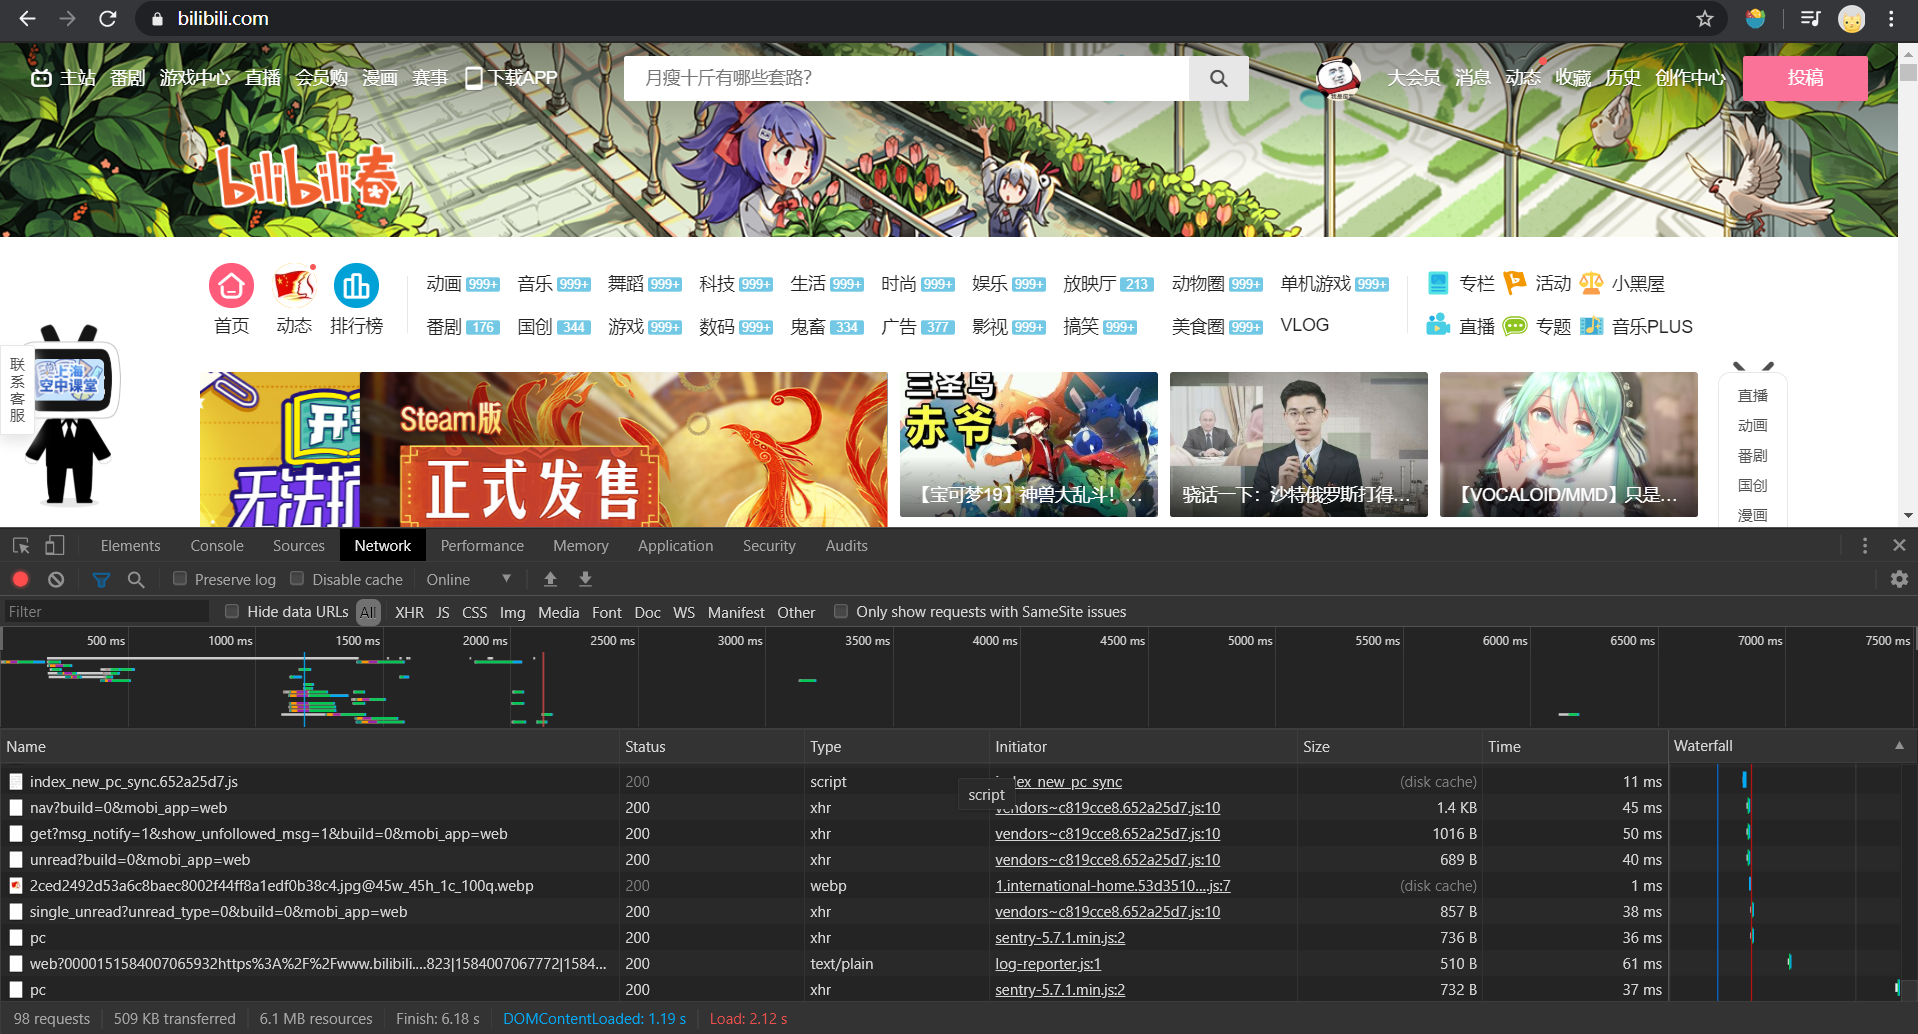 bilibili.com
主站 番剧 游戏中心 直播 会员购 漫画 赛事 下载APP
月瘦十斤有哪些套路?
大会员 消息 动态 收藏 历史 创作中心 投稿
bilibili春
首页 动态 排行榜
动画 999+ 音乐 999+ 舞蹈 999+ 科技 999+ 生活 999+ 时尚 999+ 娱乐 999+ 放映厅 213 动物圈 999+ 单机游戏 999+
番剧 176 国创 344 游戏 999+ 数码 999+ 鬼畜 334 广告 377 影视 999+ 搞笑 999+ 美食圈 999+ VLOG
专栏 活动 小黑屋
直播 专题 音乐PLUS
联系客服
上海
空中课堂
无法
Steam版
正式发售
三圣鸟
赤爷
【宝可梦19】神兽大乱斗! ...
骁话一下:沙特俄罗斯打得...
【VOCALOID/MMD】只是...
直播
动画
番剧
国创
漫画
Elements Console Sources Network Performance Memory Application Security Audits
Preserve log Disable cache Online
Filter Hide data URLs All XHR JS CSS Img Media Font Doc WS Manifest Other Only show requests with SameSite issues
500 ms 1000 ms 1500 ms 2000 ms 2500 ms 3000 ms 3500 ms 4000 ms 4500 ms 5000 ms 5500 ms 6000 ms 6500 ms 7000 ms 7500 ms
Name Status Type Initiator Size Time Waterfall
index_new_pc_sync.652a25d7.js 200 script index_new_pc_sync (disk cache) 11 ms
script
nav?build=0&mobi_app=web 200 xhr vendors~c819cce8.652a25d7.js:10 1.4 KB 45 ms
get?msg_notify=1&show_unfollowed_msg=1&build=0&mobi_app=web 200 xhr vendors~c819cce8.652a25d7.js:10 1016 B 50 ms
unread?build=0&mobi_app=web 200 xhr vendors~c819cce8.652a25d7.js:10 689 B 40 ms
2ced2492d53a6c8baec8002f44ff8a1edf0b38c4.jpg@45w_45h_1c_100q.webp 200 webp 1.international-home.53d3510....js:7 (disk cache) 1 ms
single_unread?unread_type=0&build=0&mobi_app=web 200 xhr vendors~c819cce8.652a25d7.js:10 857 B 38 ms
pc 200 xhr sentry-5.7.1.min.js:2 736 B 36 ms
web?0000151584007065932https%3A%2F%2Fwww.bilibili....823|1584007067772|1584... 200 text/plain log-reporter.js:1 510 B 61 ms
pc 200 xhr sentry-5.7.1.min.js:2 732 B 37 ms
98 requests 509 KB transferred 6.1 MB resources Finish: 6.18 s DOMContentLoaded: 1.19 s Load: 2.12 s